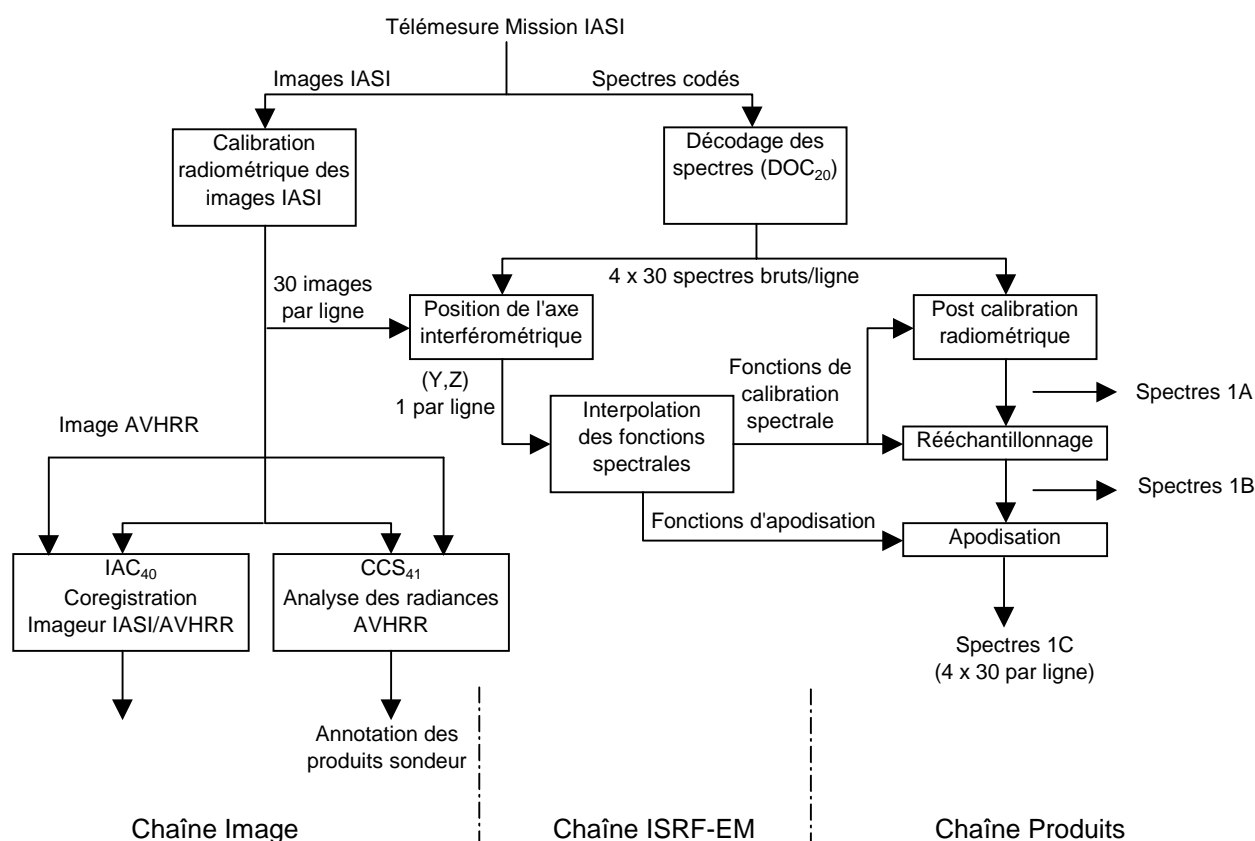 Télémesure Mission IASI
Images IASI
Spectres codés
Calibration
radiométrique des
images IASI
Décodage des
spectres (DOC20)
4 x 30 spectres bruts/ligne
30 images
par ligne
Position de l'axe
interférométrique
Post calibration
radiométrique
(Y,Z)
1 par ligne
Fonctions de
calibration
spectrale
Spectres 1A
Image AVHRR
Interpolation
des fonctions
spectrales
Rééchantillonnage
Spectres 1B
Fonctions d'apodisation
Apodisation
IAC40
Coregistration
Imageur IASI/AVHRR
CCS41
Analyse des radiances
AVHRR
Spectres 1C
(4 x 30 par ligne)
Annotation des
produits sondeur
Chaîne Image
Chaîne ISRF-EM
Chaîne Produits